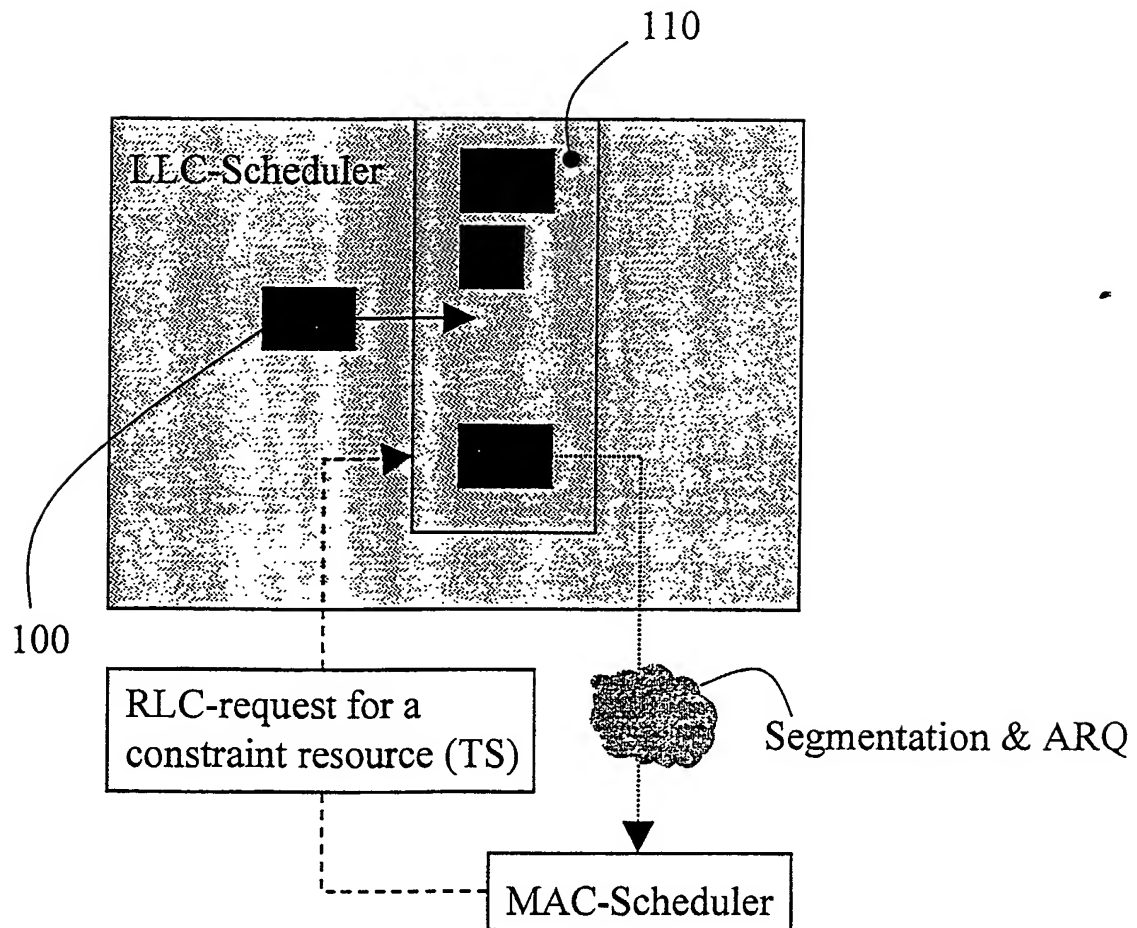 110
LLC-Scheduler
100
RLC-request for a
constraint resource (TS)
Segmentation & ARQ
MAC-Scheduler